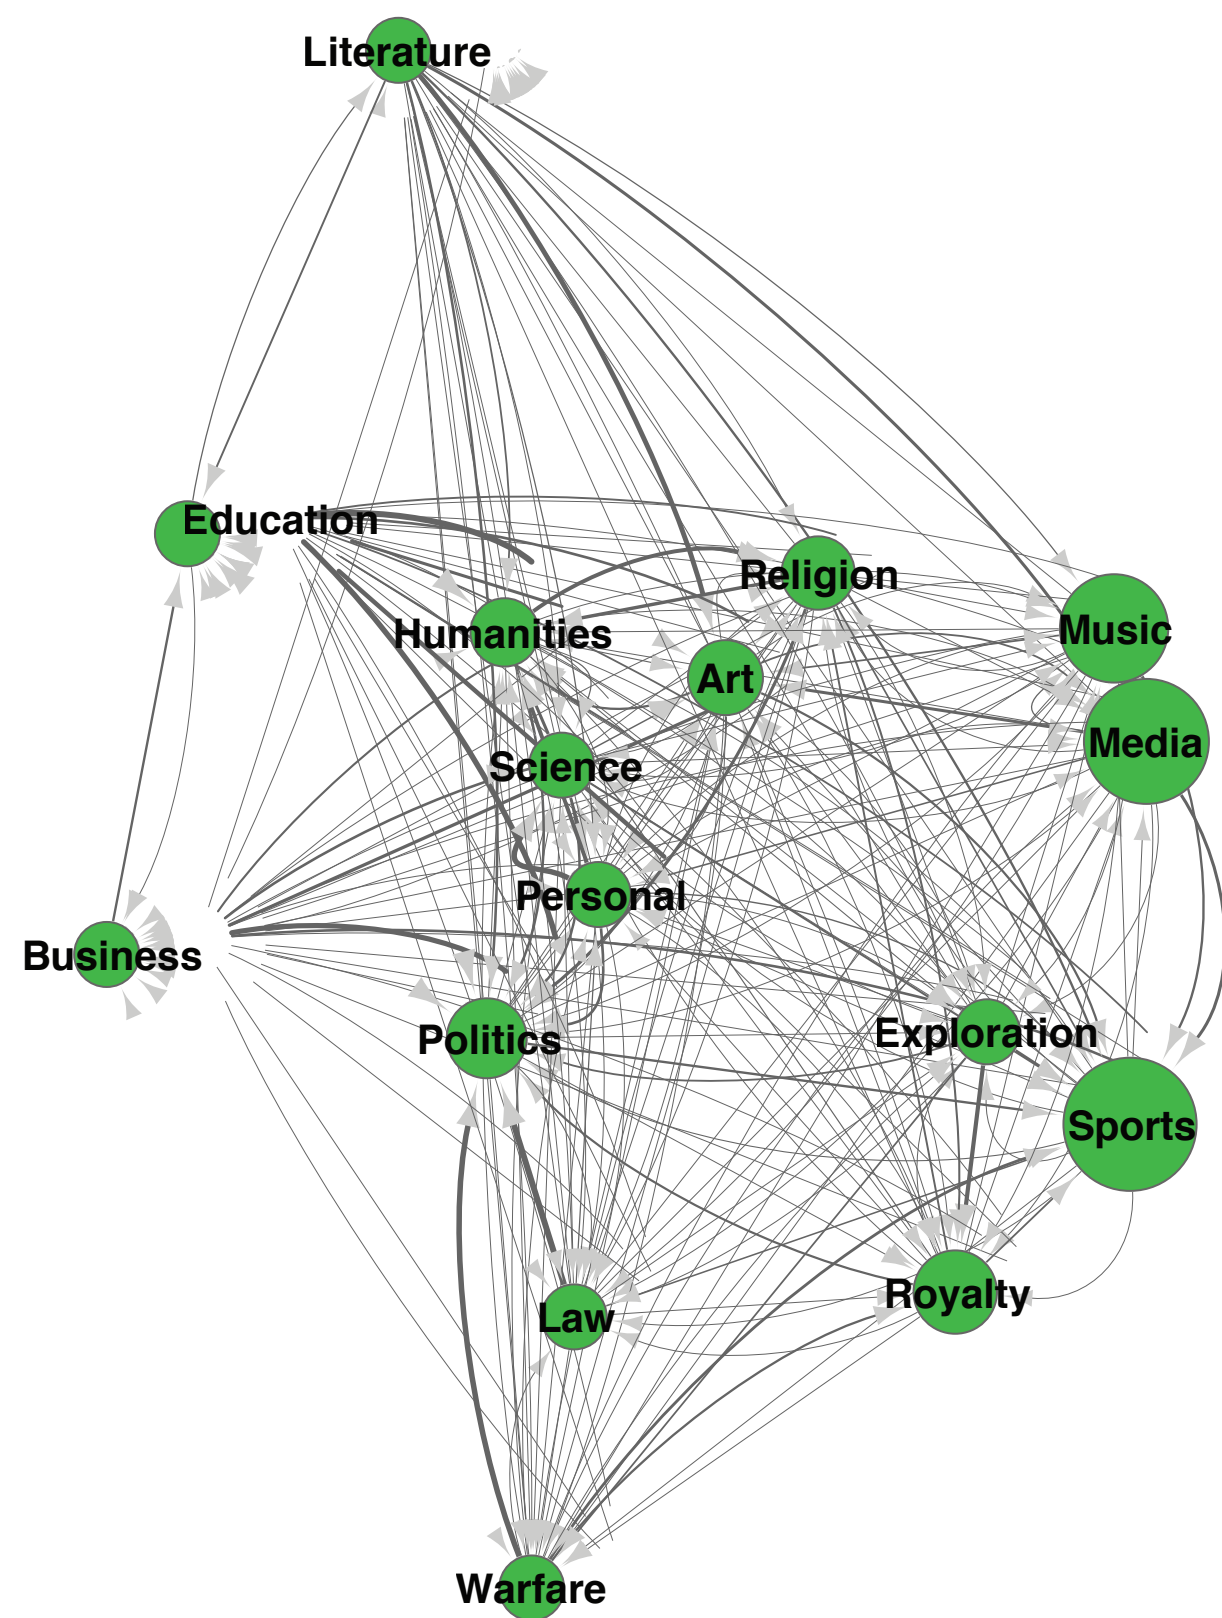 Literature
Education
Religion
Humanities
Music
Art
Media
Science
Personal
Business
Exploration
Politics
Sports
Royalty
Law
Warfare